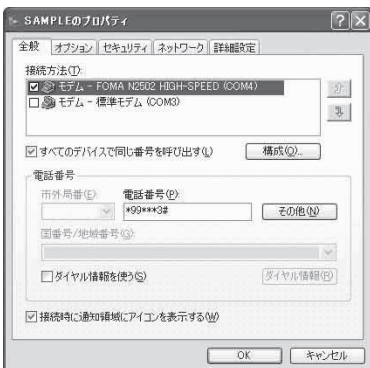 SAMPLEのプロパティ
全般 オプション セキュリティ ネットワーク 詳細設定
接続方法(T):
モデム - FOMA N2502 HIGH-SPEED (COM4)
モデム - 標準モデム (COM3)
すべてのデバイスで同じ番号を呼び出す(L) 構成(O)...
電話番号
市外局番(E): 電話番号(P):
*99***3# その他(N)
国番号/地域番号(G):
ダイヤル情報を使う(S) ダイヤル情報(R)
接続時に通知領域にアイコンを表示する(W)
OK キャンセル